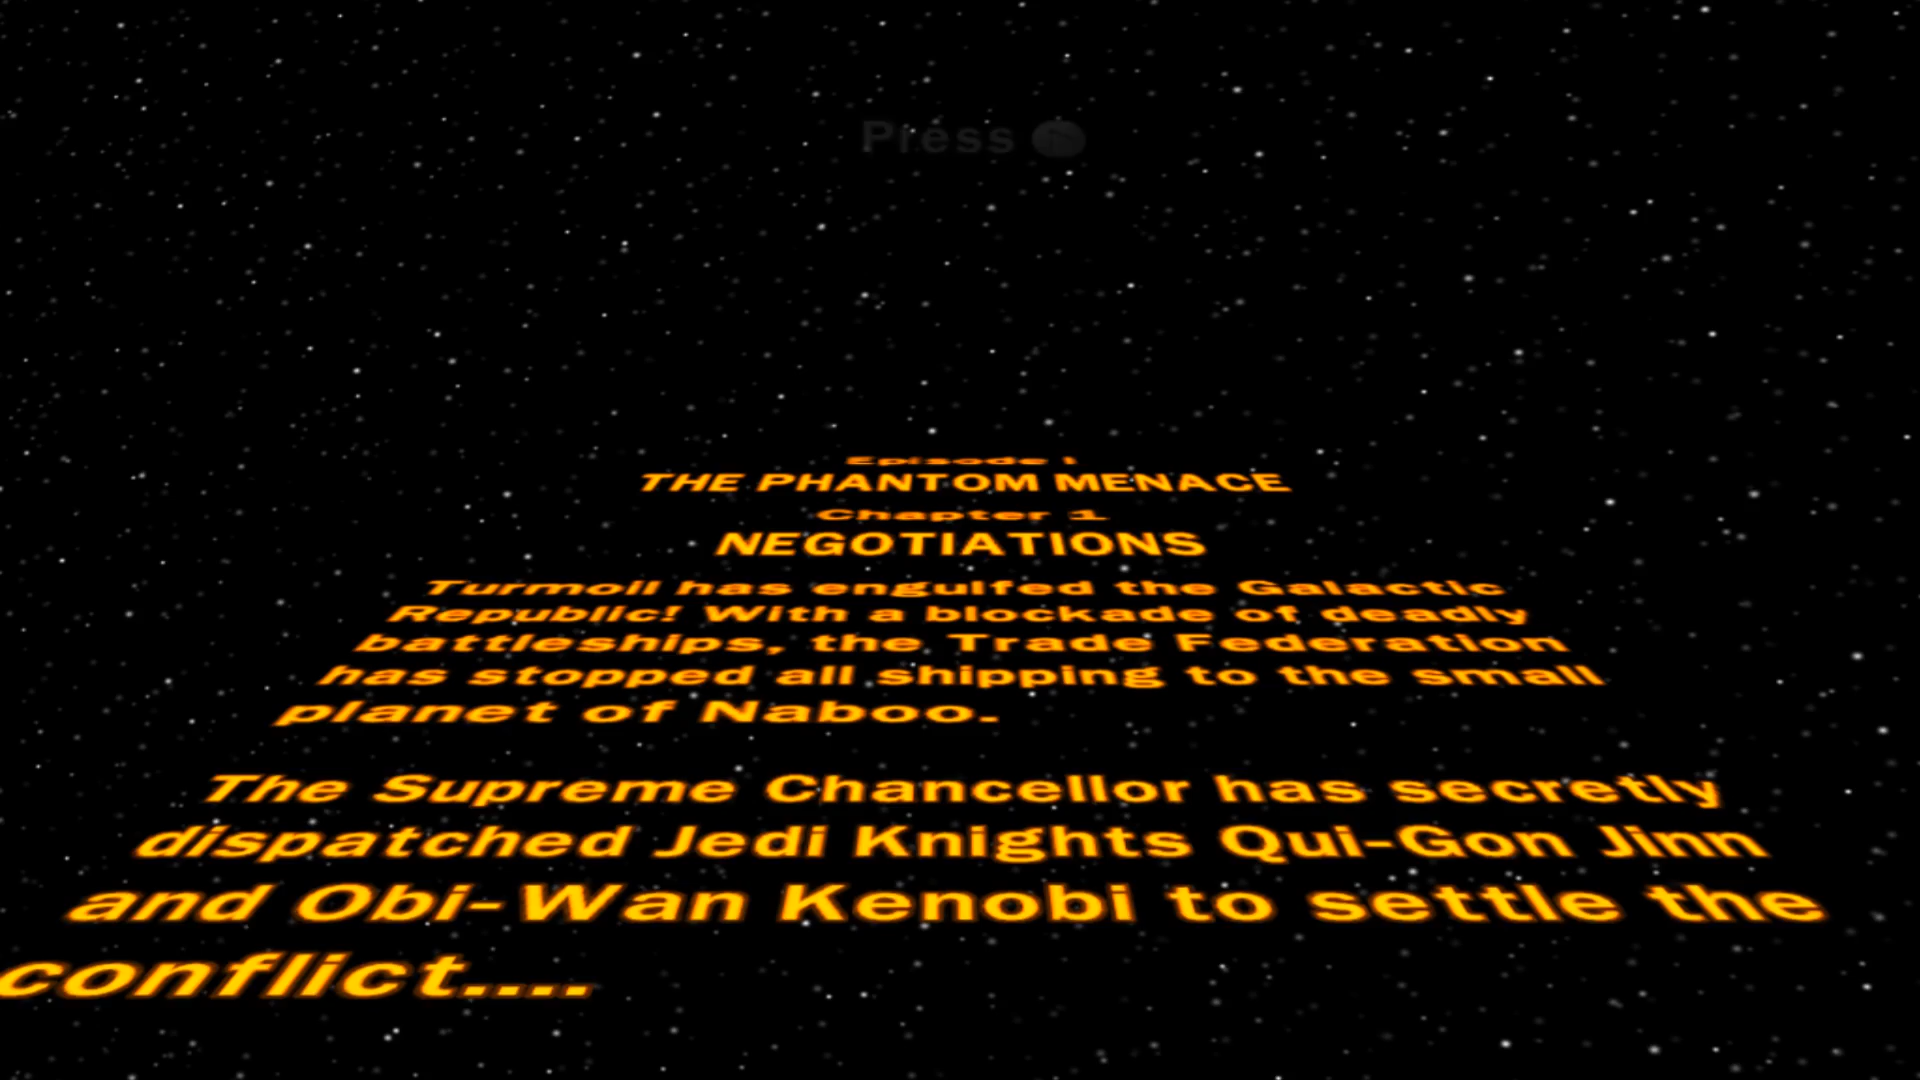 Press
Episode I
THE PHANTOM MENACE
Chapter 1
NEGOTIATIONS
Turmoil has engulfed the Galactic
Republic! With a blockade of deadly
battleships, the Trade Federation
has stopped all shipping to the small
planet of Naboo.
The Supreme Chancellor has secretly
dispatched Jedi Knights Qui-Gon Jinn
and Obi-Wan Kenobi to settle the
conflict....